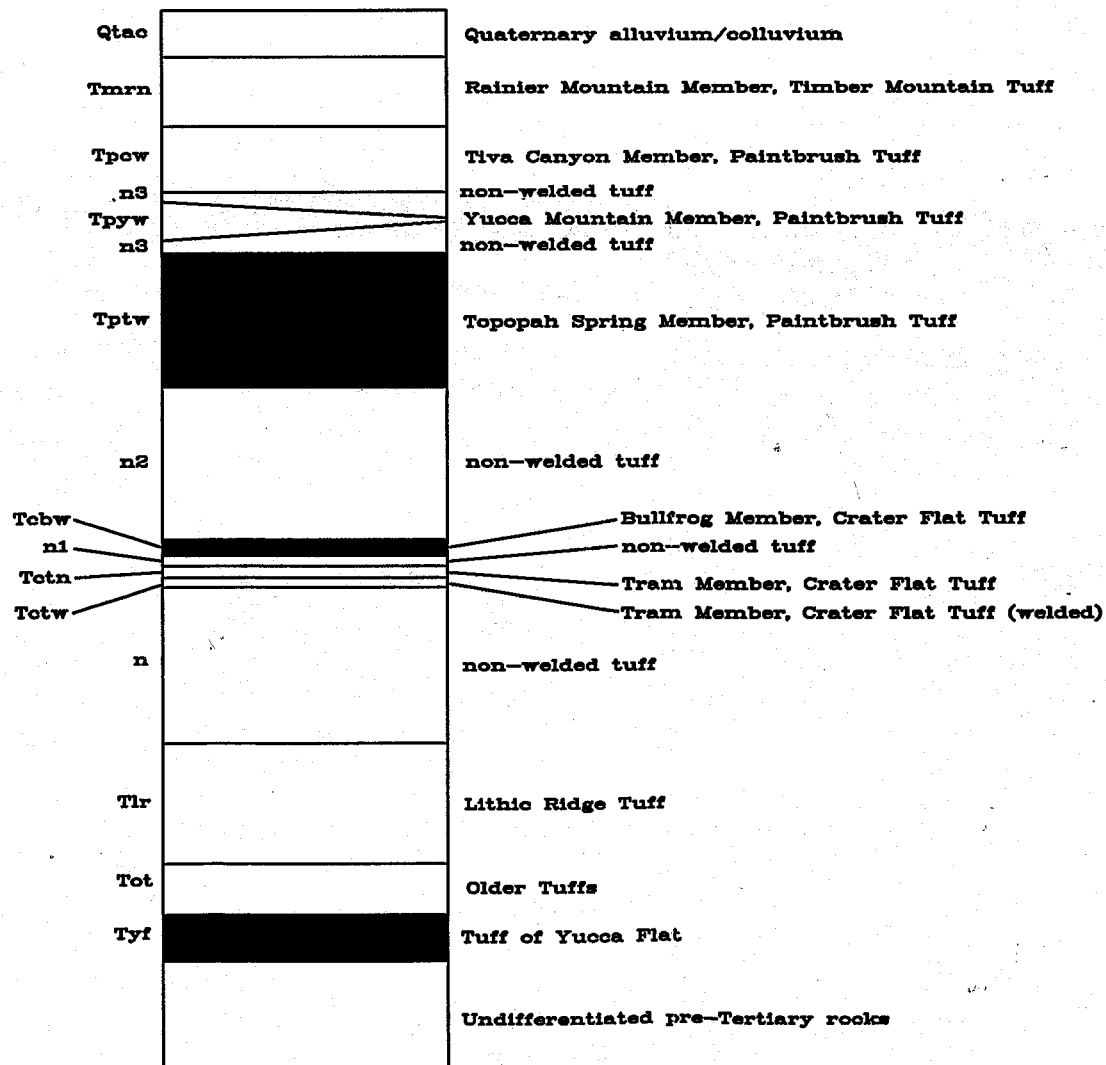 Qtac Quaternary alluvium/colluvium
Tmrn Rainier Mountain Member, Timber Mountain Tuff
Tpcw Tiva Canyon Member, Paintbrush Tuff
n3 non-welded tuff
Tpyw Yucca Mountain Member, Paintbrush Tuff
n3 non-welded tuff
Tptw Topopah Spring Member, Paintbrush Tuff
n2 non-welded tuff
Tcbw Bullfrog Member, Crater Flat Tuff
n1 non-welded tuff
Tctn Tram Member, Crater Flat Tuff
Tctw Tram Member, Crater Flat Tuff (welded)
n non-welded tuff
Tlr Lithic Ridge Tuff
Tot Older Tuffs
Tyf Tuff of Yucca Flat
Undifferentiated pre-Tertiary rocks